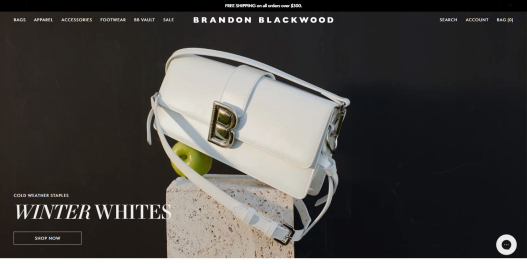 FREE SHIPPING on all orders over $300.
BAGS APPAREL ACCESSORIES FOOTWEAR BB VAULT SALE
BRANDON BLACKWOOD
SEARCH ACCOUNT BAG (0)
B
COLD WEATHER STAPLES
WINTER WHITES
SHOP NOW